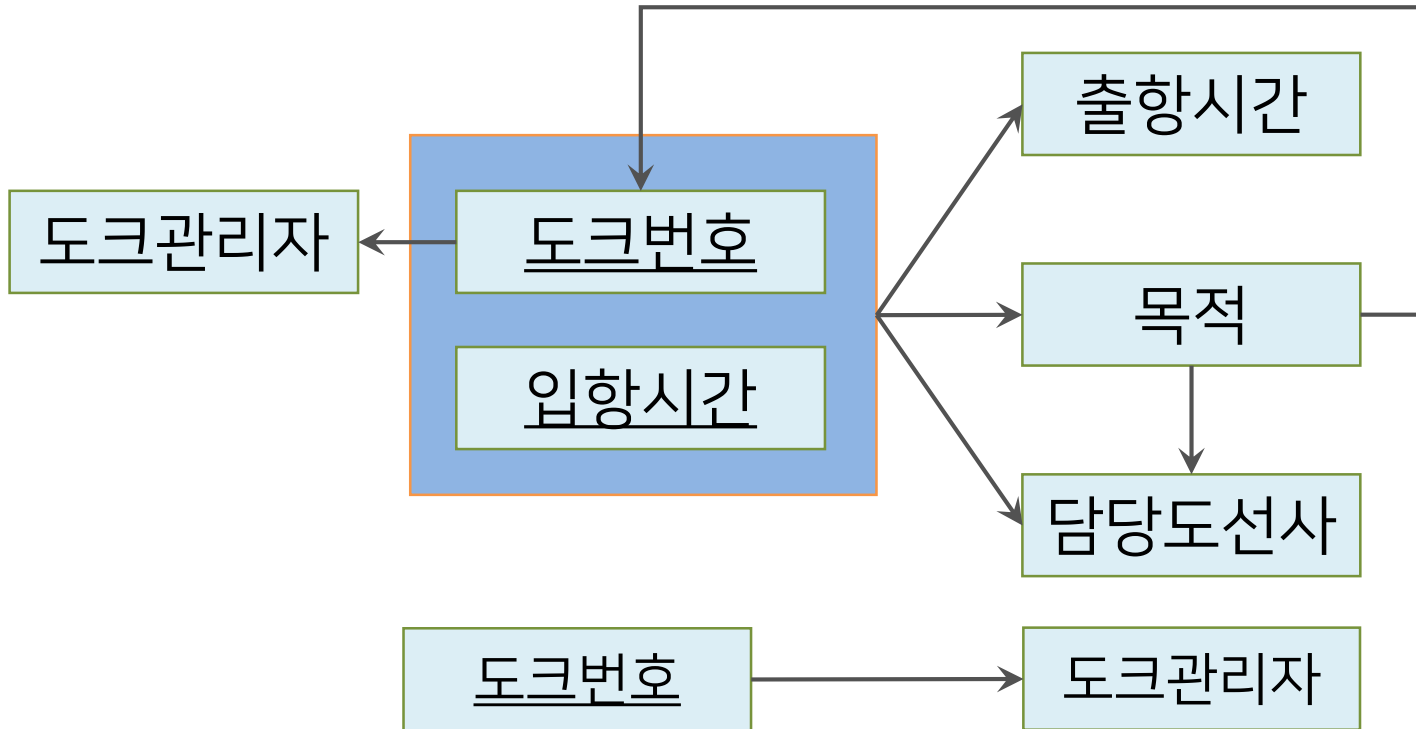 출항시간
도크관리자
도크번호
목적
입항시간
담당도선사
도크번호
도크관리자